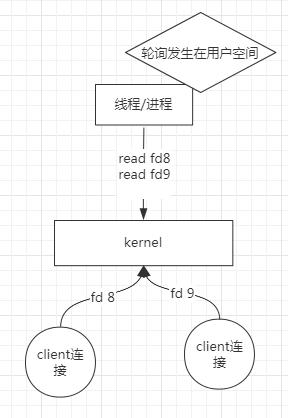 轮询发生在用户空间
线程/进程
read fd8
read fd9
kernel
fd 8
fd 9
client连
接
client连
接